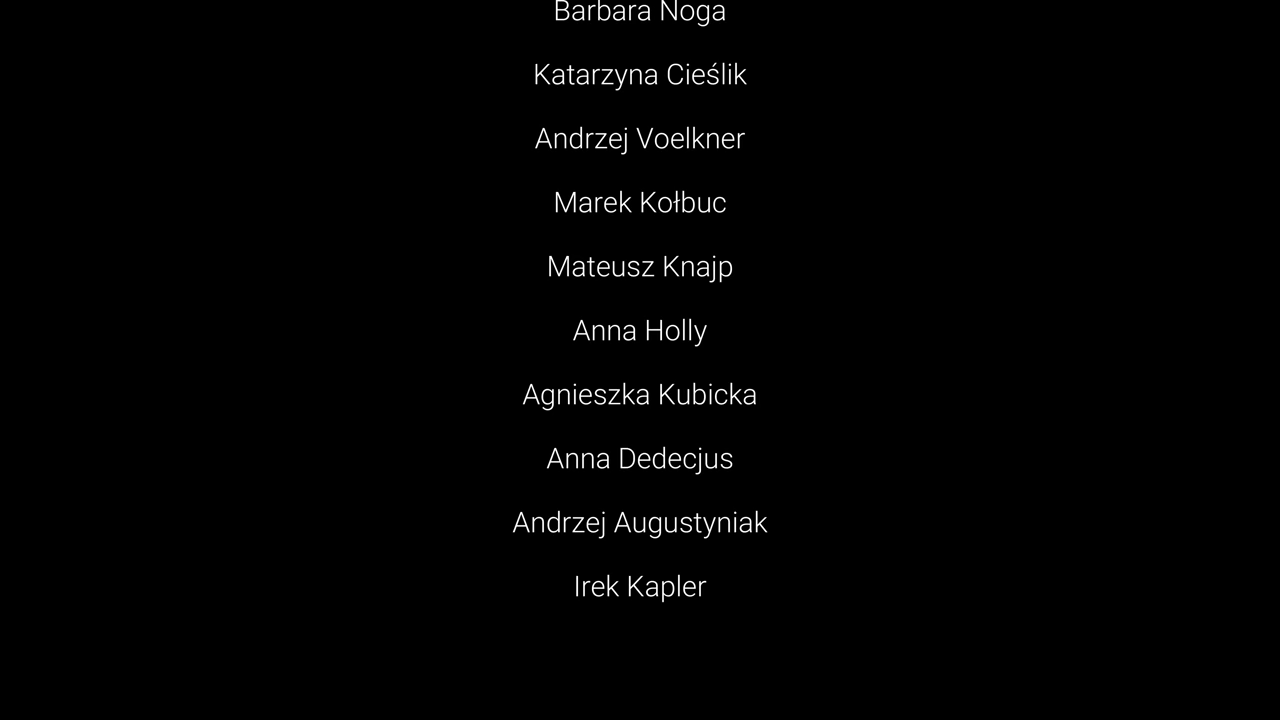 Barbara Noga
Katarzyna Cieślik
Andrzej Voelkner
Marek Kołbuc
Mateusz Knajp
Anna Holly
Agnieszka Kubicka
Anna Dedecjus
Andrzej Augustyniak
Irek Kapler